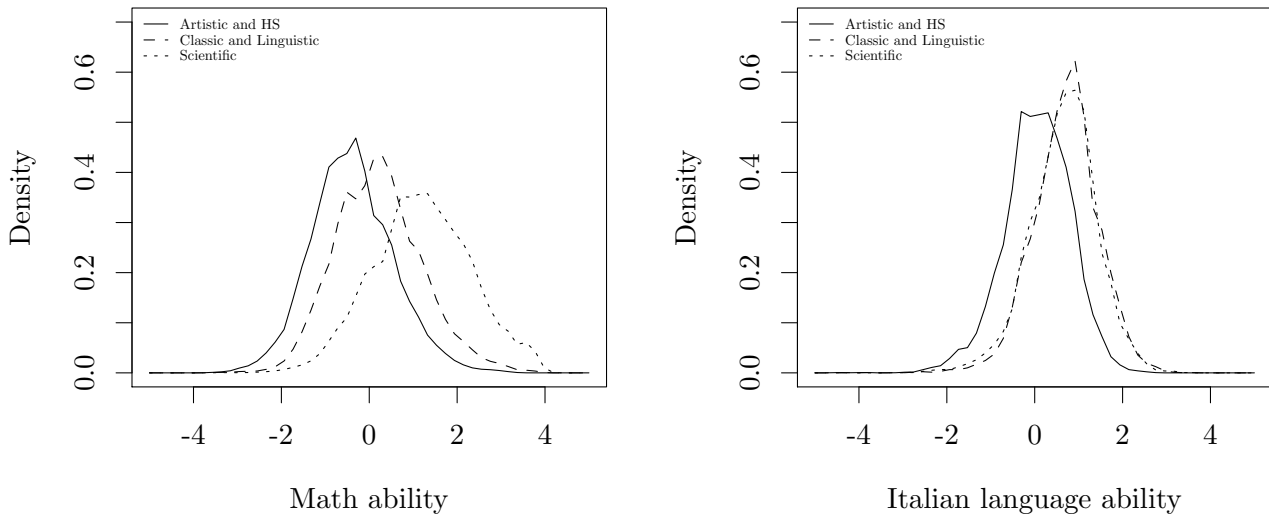 Artistic and HS
Classic and Linguistic
Scientific
0.6
0.4
0.2
0.0
Density
-4 -2 0 2 4
Math ability
Artistic and HS
Classic and Linguistic
Scientific
0.6
0.4
0.2
0.0
Density
-4 -2 0 2 4
Italian language ability